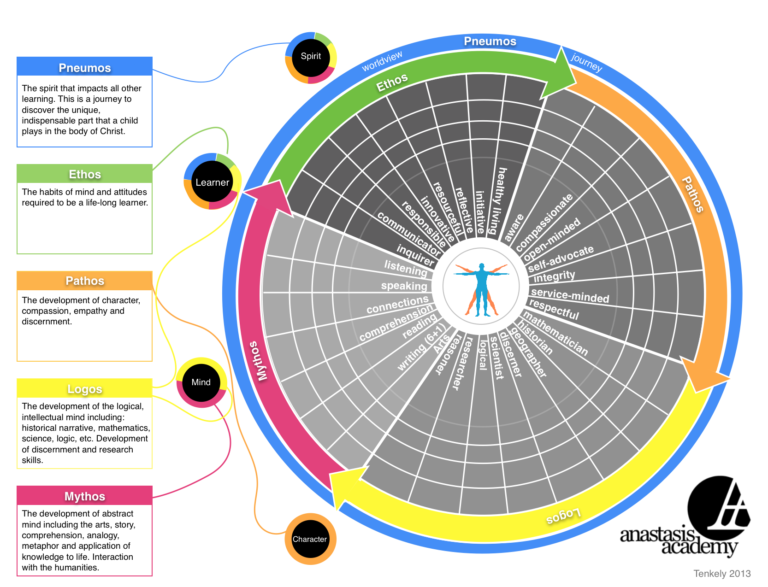 Pneumos
The spirit that impacts all other
learning. This is a journey to
discover the unique,
indispensable part that a child
plays in the body of Christ.
Ethos
The habits of mind and attitudes
required to be a life-long learner.
Pathos
The development of character,
compassion, empathy and
discernment.
Logos
The development of the logical,
intellectual mind including:
historical narrative, mathematics,
science, logic, etc. Development
of discernment and research
skills.
Mythos
The development of abstract
mind including the arts, story,
comprehension, analogy,
metaphor and application of
knowledge to life. Interaction
with the humanities.
Spirit
Learner
Mind
Character
worldview
Pneumos
journey
Ethos
Pathos
Logos
Mythos
inquirer
communicator
responsible
innovative
resourceful
reflective
initiative
healthy living
aware
compassionate
open-minded
self-advocate
integrity
service-minded
respectful
mathematician
historian
geographer
discerner
scientist
logical
researcher
reasoner
Arts
writing (6+1)
reading
comprehension
connections
speaking
listening
anastasis
academy
Tenkely 2013